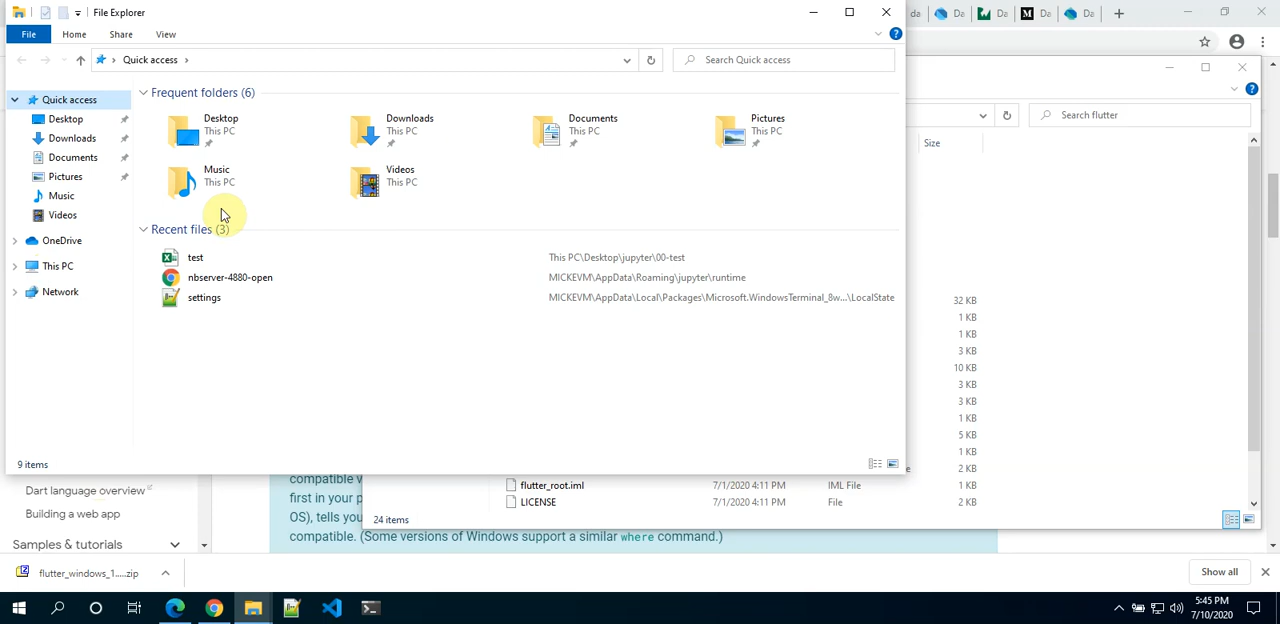 File Explorer
da
Da
Da
Da
Da
File
Home
Share
View
Quick access
Search Quick access
Search flutter
Size
Quick access
Desktop
Downloads
Documents
Pictures
Music
Videos
OneDrive
This PC
Network
Frequent folders (6)
Desktop
This PC
Downloads
This PC
Documents
This PC
Pictures
This PC
Music
This PC
Videos
This PC
Recent files (3)
test This PC\Desktop\jupyter\00-test
nbserver-4880-open MICKEVM\AppData\Roaming\jupyter\runtime
settings MICKEVM\AppData\Local\Packages\Microsoft.WindowsTerminal_8w...\LocalState
9 items
32 KB
1 KB
1 KB
3 KB
10 KB
3 KB
3 KB
1 KB
5 KB
1 KB
2 KB
flutter_root.iml 7/1/2020 4:11 PM IML File 1 KB
LICENSE 7/1/2020 4:11 PM File 2 KB
24 items
Dart language overview
Building a web app
Samples & tutorials
compatible v
first in your p
OS), tells you
compatible. (Some versions of Windows support a similar where command.)
flutter_windows_1.....zip
Show all
5:45 PM
7/10/2020